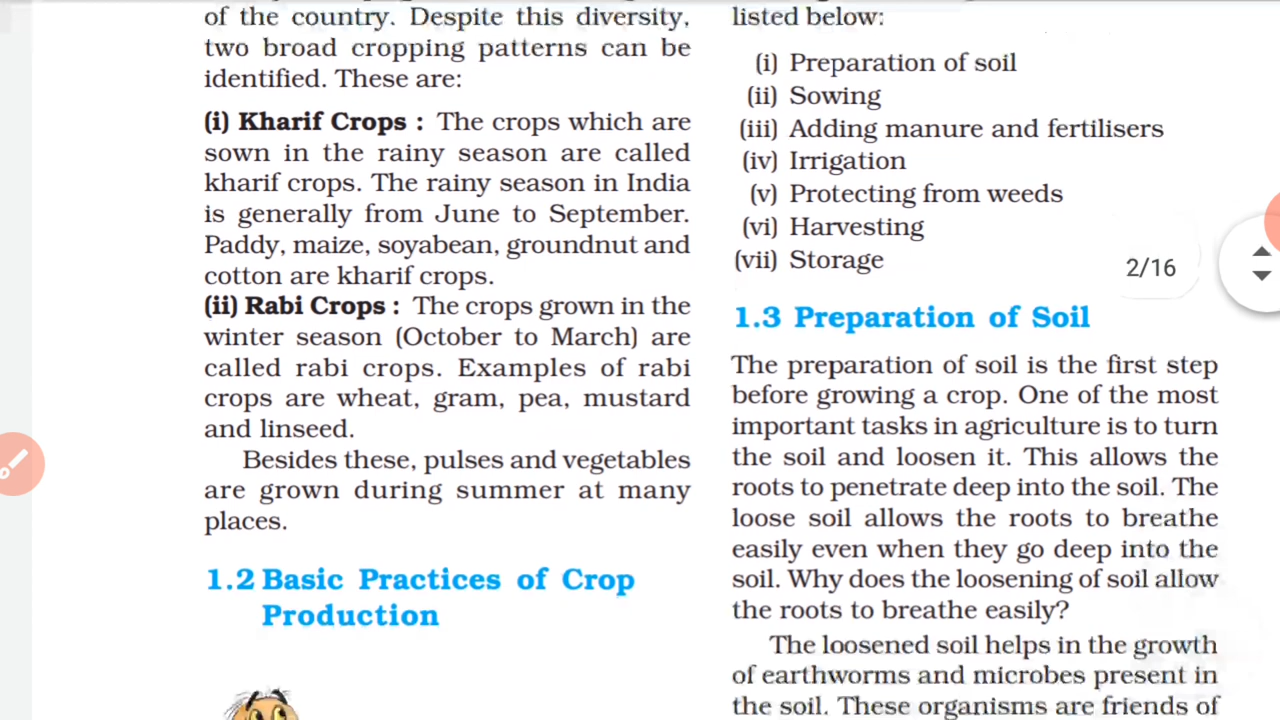 of the country. Despite this diversity,
two broad cropping patterns can be
identified. These are:
(i) Kharif Crops : The crops which are
sown in the rainy season are called
kharif crops. The rainy season in India
is generally from June to September.
Paddy, maize, soyabean, groundnut and
cotton are kharif crops.
(ii) Rabi Crops : The crops grown in the
winter season (October to March) are
called rabi crops. Examples of rabi
crops are wheat, gram, pea, mustard
and linseed.
Besides these, pulses and vegetables
are grown during summer at many
places.
1.2 Basic Practices of Crop
Production
listed below:
(i) Preparation of soil
(ii) Sowing
(iii) Adding manure and fertilisers
(iv) Irrigation
(v) Protecting from weeds
(vi) Harvesting
(vii) Storage
2/16
1.3 Preparation of Soil
The preparation of soil is the first step
before growing a crop. One of the most
important tasks in agriculture is to turn
the soil and loosen it. This allows the
roots to penetrate deep into the soil. The
loose soil allows the roots to breathe
easily even when they go deep into the
soil. Why does the loosening of soil allow
the roots to breathe easily?
The loosened soil helps in the growth
of earthworms and microbes present in
the soil. These organisms are friends of